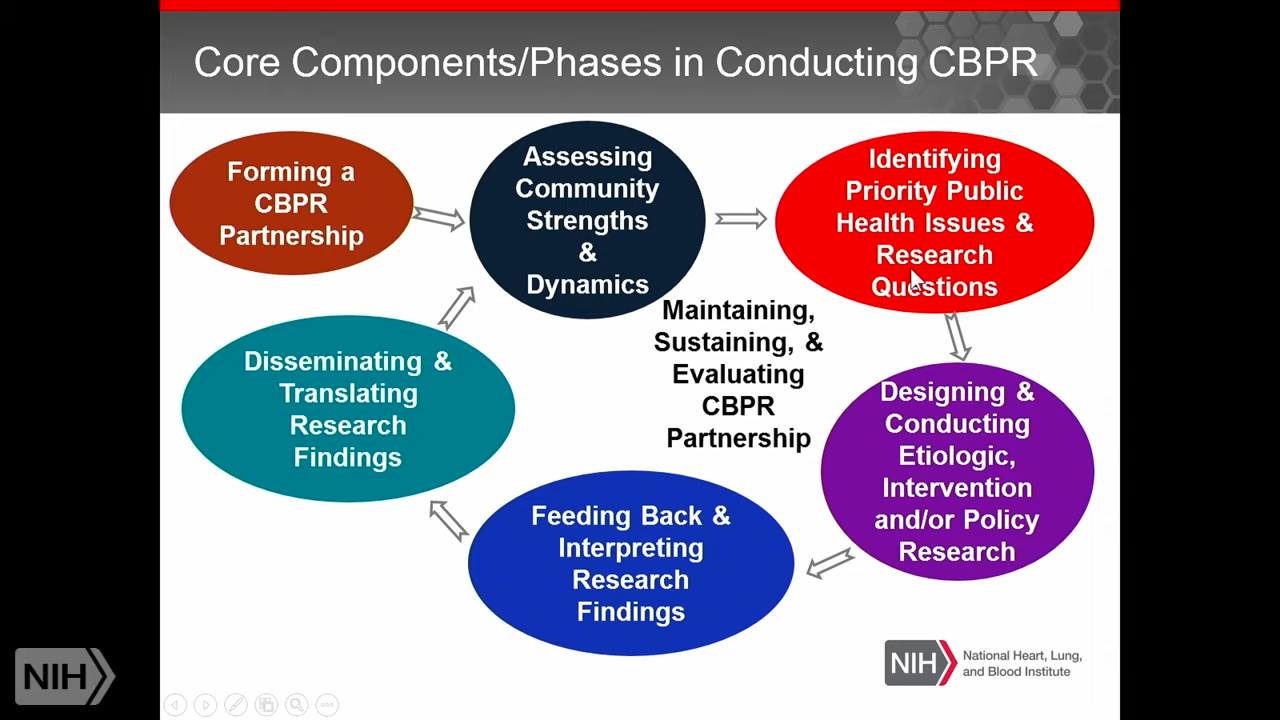 Core Components/Phases in Conducting CBPR
Forming a
CBPR
Partnership
Assessing
Community
Strengths
&
Dynamics
Identifying
Priority Public
Health Issues &
Research
Questions
Maintaining,
Sustaining, &
Evaluating
CBPR
Partnership
Disseminating &
Translating
Research
Findings
Designing &
Conducting
Etiologic,
Intervention
and/or Policy
Research
Feeding Back &
Interpreting
Research
Findings
NIH
National Heart, Lung,
and Blood Institute
NIH